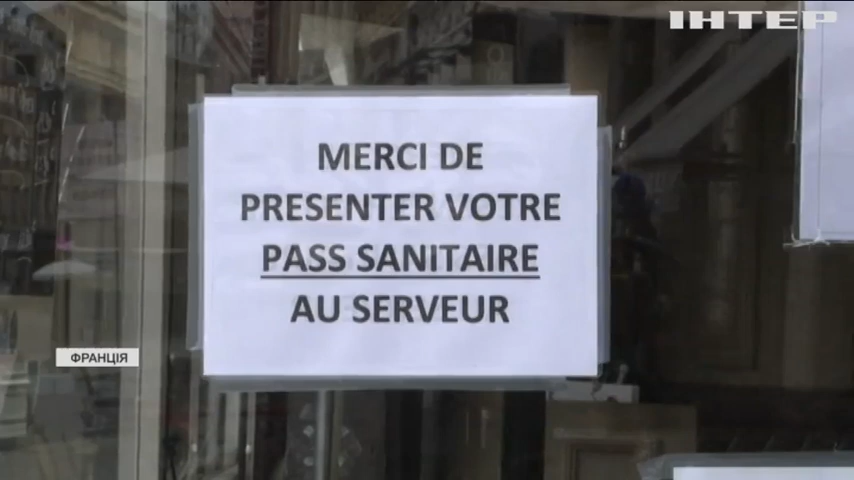 ІНТЕР
MERCI DE
PRESENTER VOTRE
PASS SANITAIRE
AU SERVEUR
ФРАНЦІЯ